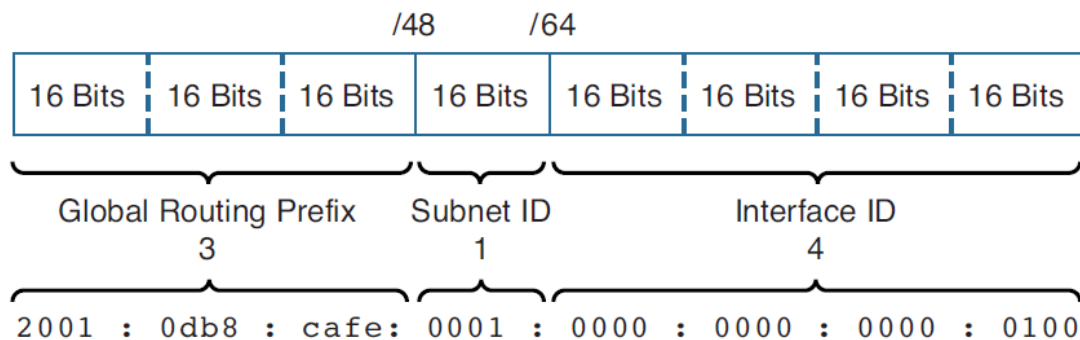 /48 /64
16 Bits 16 Bits 16 Bits 16 Bits 16 Bits 16 Bits 16 Bits 16 Bits
Global Routing Prefix Subnet ID Interface ID
3 1 4
2001 : 0db8 : cafe: 0001 : 0000 : 0000 : 0000 : 0100